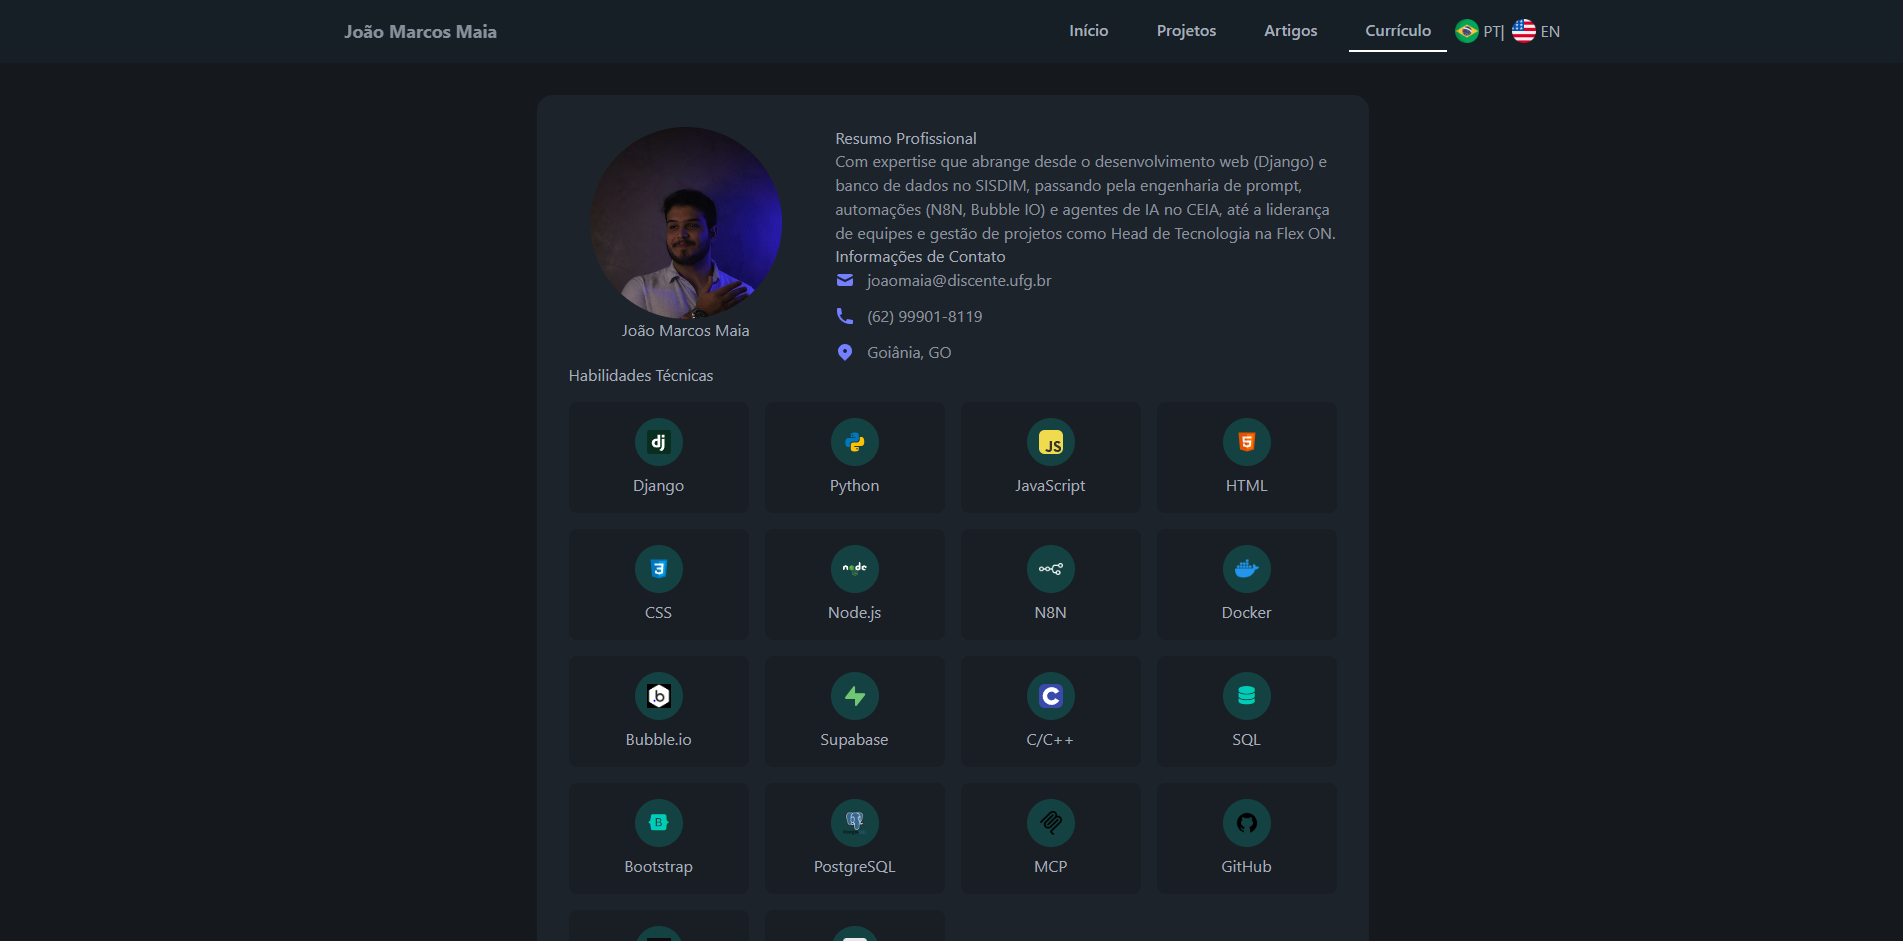 João Marcos Maia
Início Projetos Artigos Currículo PT| EN
Resumo Profissional
Com expertise que abrange desde o desenvolvimento web (Django) e
banco de dados no SISDIM, passando pela engenharia de prompt,
automações (N8N, Bubble IO) e agentes de IA no CEIA, até a liderança
de equipes e gestão de projetos como Head de Tecnologia na Flex ON.
Informações de Contato
joaomaia@discente.ufg.br
(62) 99901-8119
Goiânia, GO
João Marcos Maia
Habilidades Técnicas
dj
Django
Python
JS
JavaScript
5
HTML
3
CSS
node
Node.js
N8N
Docker
b
Bubble.io
Supabase
C
C/C++
SQL
B
Bootstrap
PostgreSQL
MCP
GitHub